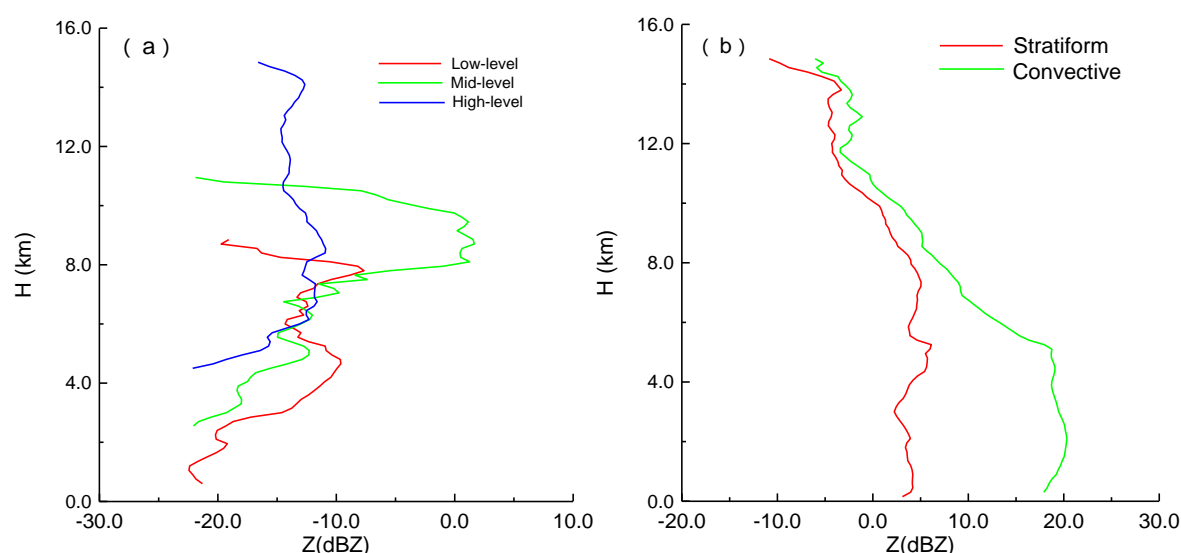 ( a )
Low-level
Mid-level
High-level
16.0
12.0
8.0
4.0
0.0
H (km)
-30.0 -20.0 -10.0 0.0 10.0
Z(dBZ)
( b )
Stratiform
Convective
16.0
12.0
8.0
4.0
0.0
H (km)
-20.0 -10.0 0.0 10.0 20.0 30.0
Z(dBZ)